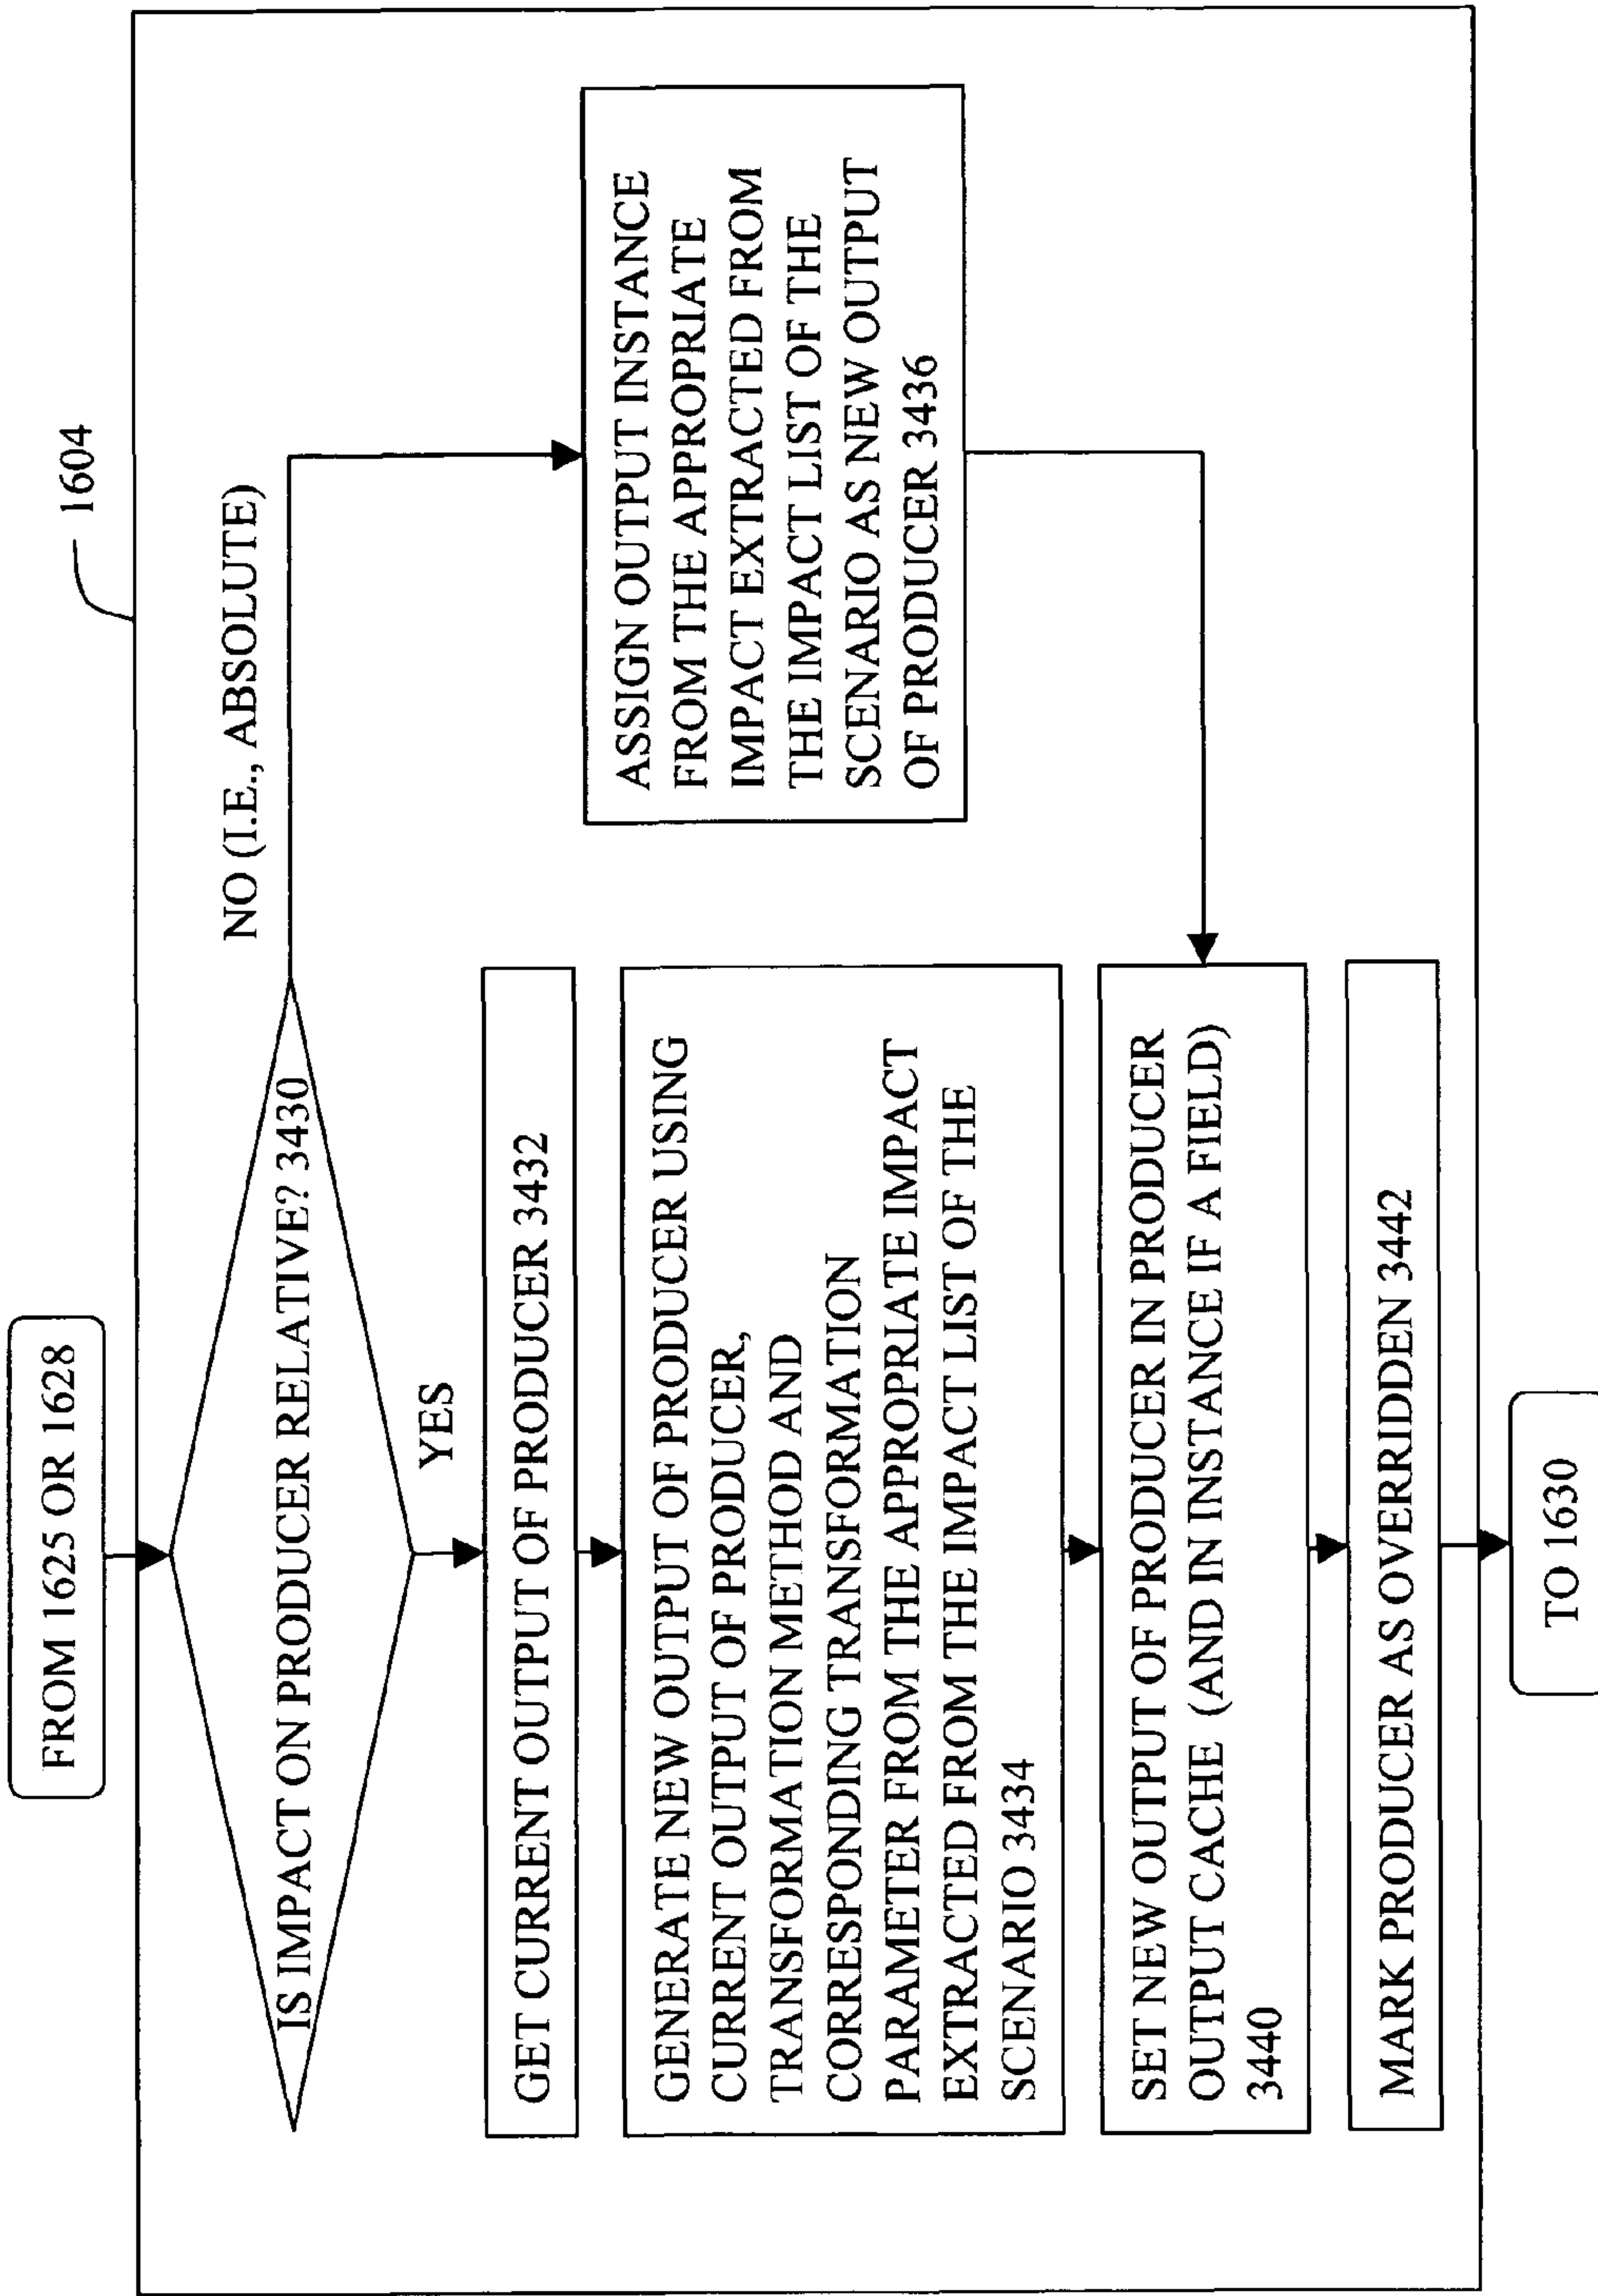 FROM 1625 OR 1628
1604
IS IMPACT ON PRODUCER RELATIVE? 3430
NO (I.E., ABSOLUTE)
YES
GET CURRENT OUTPUT OF PRODUCER 3432
GENERATE NEW OUTPUT OF PRODUCER USING
CURRENT OUTPUT OF PRODUCER,
TRANSFORMATION METHOD AND
CORRESPONDING TRANSFORMATION
PARAMETER FROM THE APPROPRIATE IMPACT
EXTRACTED FROM THE IMPACT LIST OF THE
SCENARIO 3434
ASSIGN OUTPUT INSTANCE
FROM THE APPROPRIATE
IMPACT EXTRACTED FROM
THE IMPACT LIST OF THE
SCENARIO AS NEW OUTPUT
OF PRODUCER 3436
SET NEW OUTPUT OF PRODUCER IN PRODUCER
OUTPUT CACHE (AND IN INSTANCE IF A FIELD)
3440
MARK PRODUCER AS OVERRIDDEN 3442
TO 1630